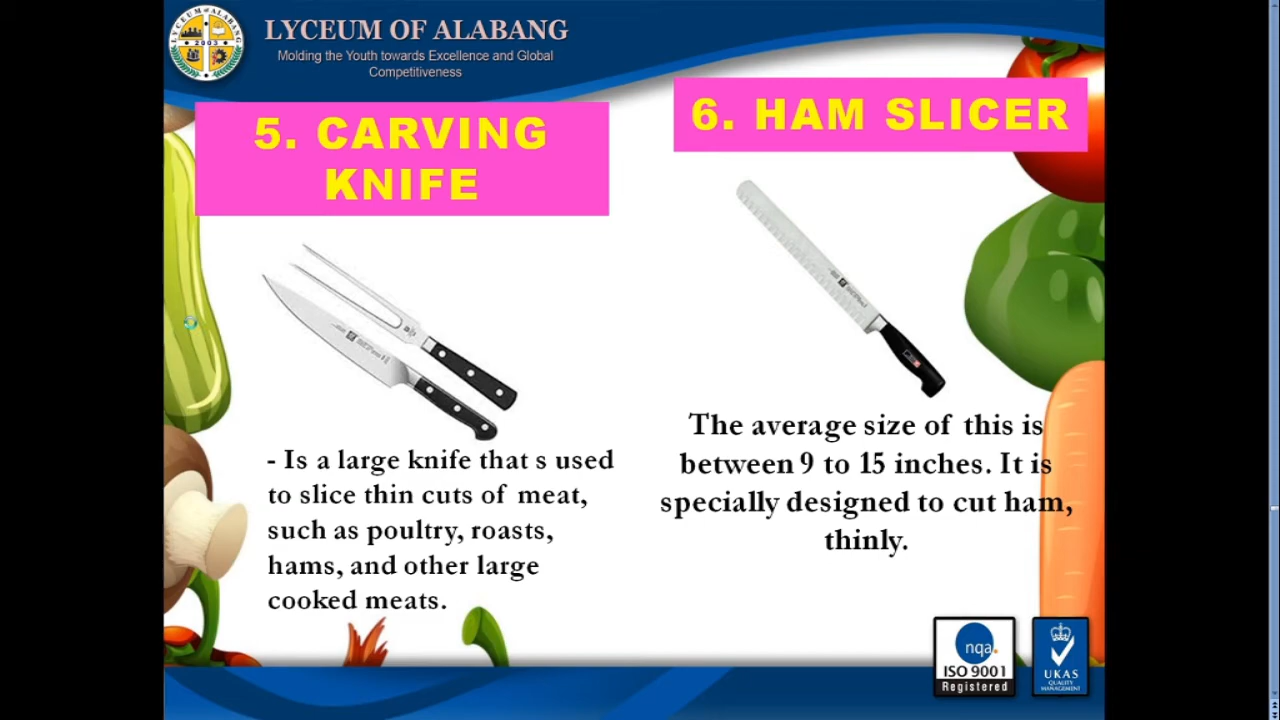 LYCEUM OF ALABANG
Molding the Youth towards Excellence and Global
Competitiveness
5. CARVING
KNIFE
- Is a large knife that s used
to slice thin cuts of meat,
such as poultry, roasts,
hams, and other large
cooked meats.
6. HAM SLICER
The average size of this is
between 9 to 15 inches. It is
specially designed to cut ham,
thinly.
nqa.
ISO 9001
Registered
UKAS
QUALITY
MANAGEMENT